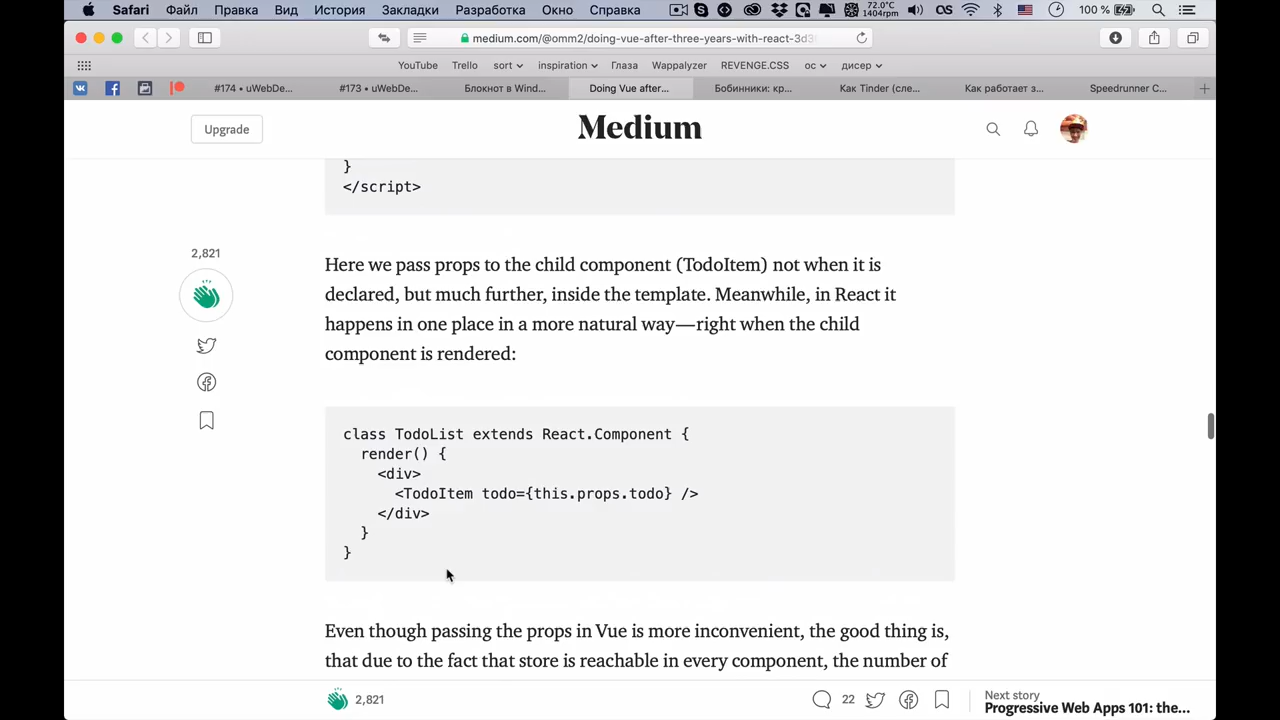 Safari Файл Правка Вид История Закладки Разработка Окно Справка 72.0°C 1404rpm 100 %
medium.com/@omm2/doing-vue-after-three-years-with-react-3d3
YouTube Trello sort inspiration Глаза Wappalyzer REVENGE.CSS ос дисер
#174 • uWebDe... #173 • uWebDe... Блокнот в Wind... Doing Vue after... Бобинники: кр... Как Tinder (сле... Как работает з... Speedrunner С...
Upgrade
Medium
}
</script>
2,821
Here we pass props to the child component (TodoItem) not when it is
declared, but much further, inside the template. Meanwhile, in React it
happens in one place in a more natural way—right when the child
component is rendered:
class TodoList extends React.Component {
render() {
<div>
<TodoItem todo={this.props.todo} />
</div>
}
}
Even though passing the props in Vue is more inconvenient, the good thing is,
that due to the fact that store is reachable in every component, the number of
2,821
22
Next story
Progressive Web Apps 101: the...